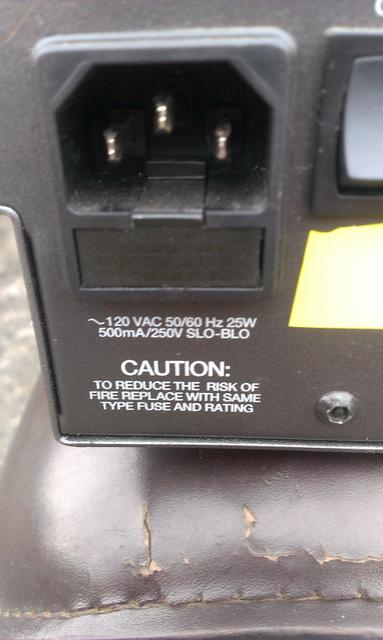 ~120 VAC 50/60 Hz 25W
500mA/250V SLO-BLO
CAUTION:
TO REDUCE THE RISK OF
FIRE REPLACE WITH SAME
TYPE FUSE AND RATING